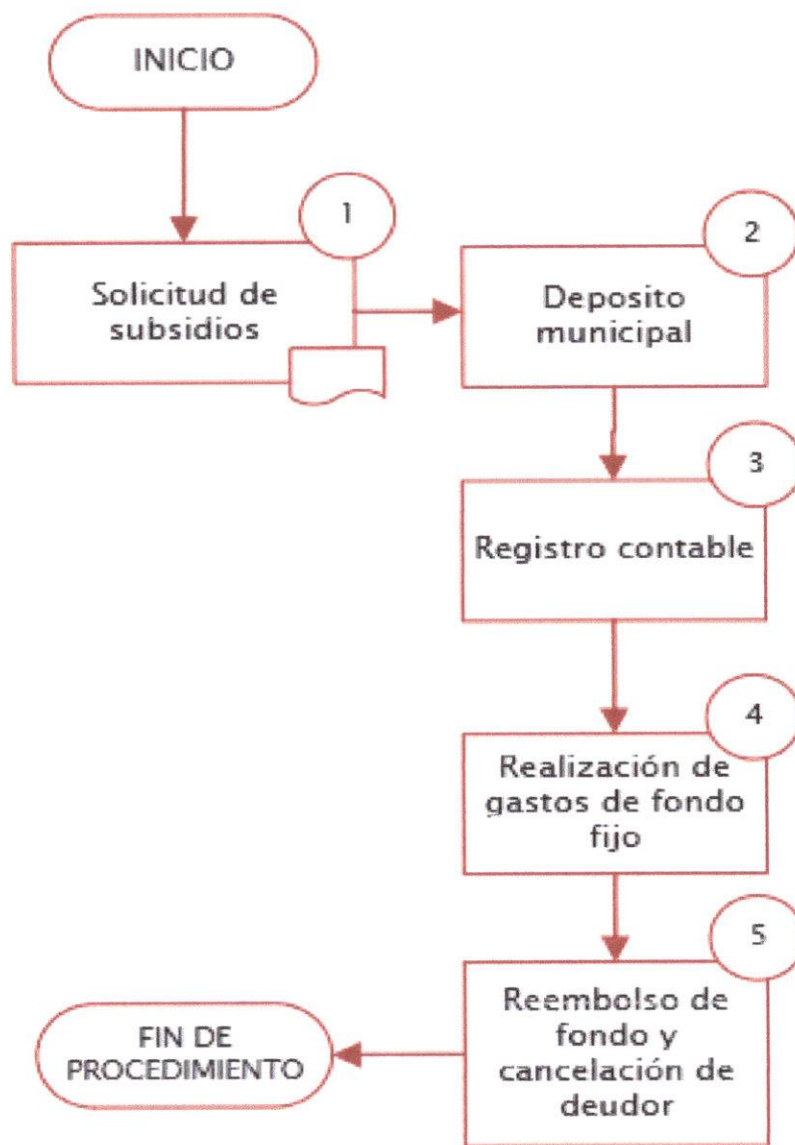 INICIO
1
Solicitud de
subsidios
2
Deposito
municipal
3
Registro contable
4
Realización de
gastos de fondo
fijo
5
Reembolso de
fondo y
cancelación de
deudor
FIN DE
PROCEDIMIENTO